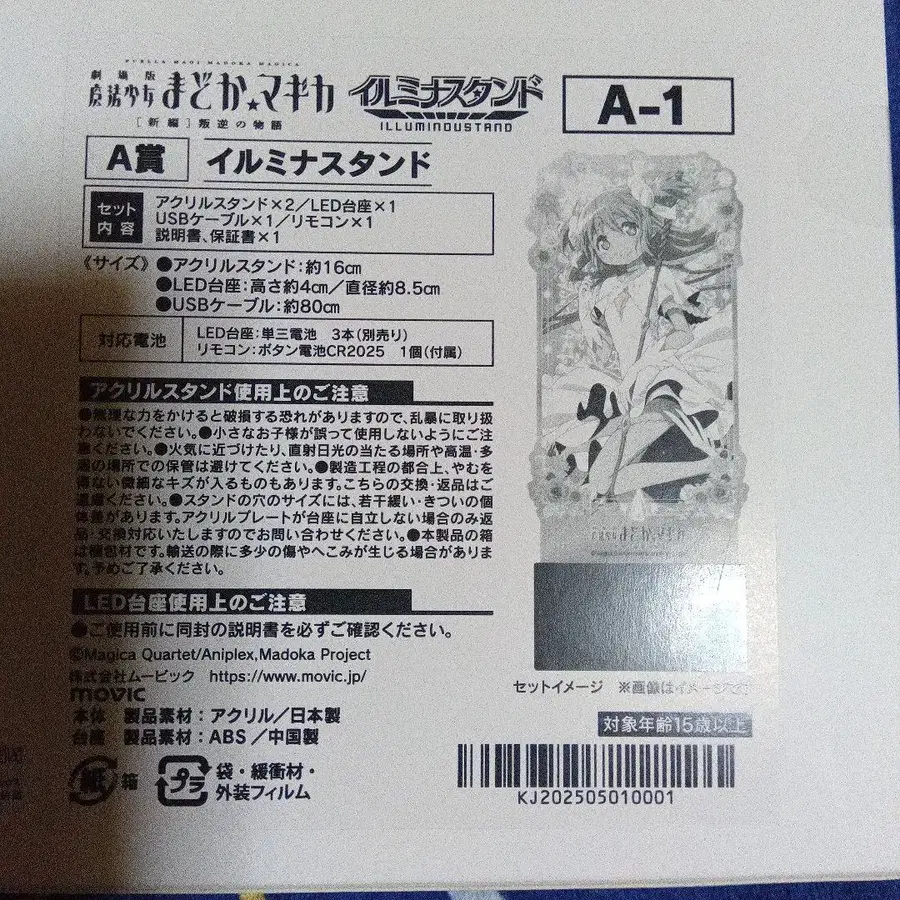 PUELLA MAGI MADOKA MAGICA
劇場版
魔法少女まどか★マギカ
[新編]叛逆の物語
イルミナスタンド
ILLUMINOUSTAND
A-1
A賞
イルミナスタンド
セット内容
アクリルスタンド×2/LED台座×1
USBケーブル×1/リモコン×1
説明書、保証書×1
《サイズ》●アクリルスタンド:約16cm
●LED台座:高さ約4cm/直径約8.5cm
●USBケーブル:約80cm
対応電池
LED台座:単三電池 3本(別売り)
リモコン:ボタン電池CR2025 1個(付属)
アクリルスタンド使用上のご注意
●無理な力をかけると破損する恐れがありますので、乱暴に取り扱
わないでください。●小さなお子様が誤って使用しないようにご注
意ください。●火気に近づけたり、直射日光の当たる場所や高温・多
湿の場所での保管は避けてください。●製造工程の都合上、やむを
得ない微細なキズが入るものもあります。こちらの交換・返品はご
遠慮ください。●スタンドの穴のサイズには、若干緩い・きついの個
体差があります。アクリルプレートが台座に自立しない場合のみ返
品・交換対応いたしますのでお問い合わせください。●本製品の箱
は梱包材です。輸送の際に多少の傷やへこみが生じる場合がありま
す。予めご了承ください。
LED台座使用上のご注意
●ご使用前に同封の説明書を必ずご確認ください。
©Magica Quartet/Aniplex,Madoka Project
株式会社ムービック https://www.movic.jp/
movic
本体 製品素材:アクリル/日本製
台座 製品素材:ABS/中国製
紙 箱
プラ 袋・緩衝材・
外装フィルム
まどか★マギカ
セットイメージ ※画像はイメージです
対象年齢15歳以上
KJ202505010001